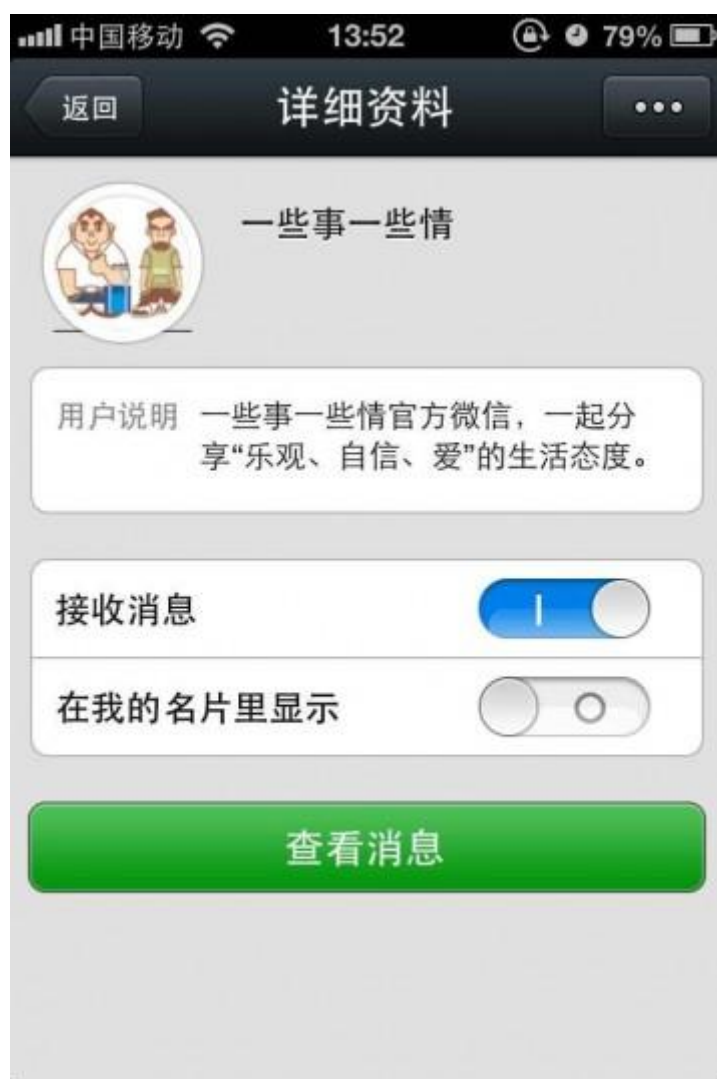 中国移动 13:52 79%
返回 详细资料
一些事一些情
用户说明 一些事一些情官方微信，一起分
享“乐观、自信、爱”的生活态度。
接收消息
在我的名片里显示
查看消息